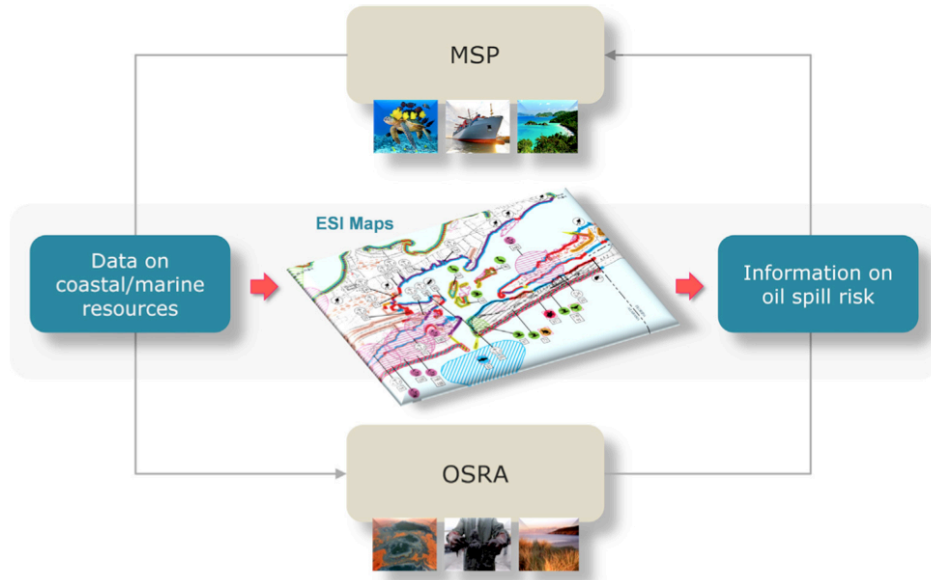 MSP
ESI Maps
Data on
coastal/marine
resources
Information on
oil spill risk
OSRA